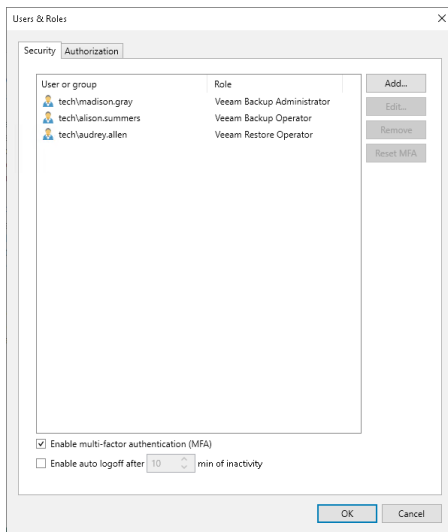 Users & Roles
Security Authorization
User or group Role
tech\madison.gray Veeam Backup Administrator
tech\alison.summers Veeam Backup Operator
tech\audrey.allen Veeam Restore Operator
Add...
Edit...
Remove
Reset MFA
Enable multi-factor authentication (MFA)
Enable auto logoff after 10 min of inactivity
OK Cancel